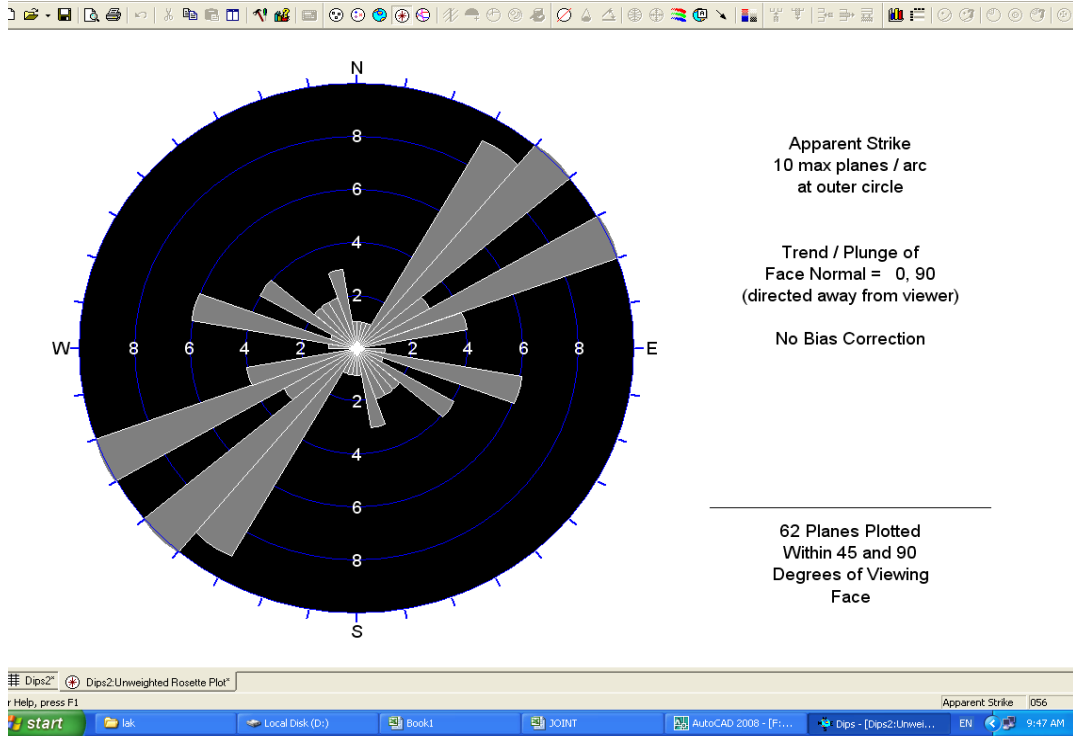 N
8
6
4
2
W
8
6
4
2
2
4
6
8
E
2
4
6
8
S
Apparent Strike
10 max planes / arc
at outer circle
Trend / Plunge of
Face Normal = 0, 90
(directed away from viewer)
No Bias Correction
62 Planes Plotted
Within 45 and 90
Degrees of Viewing
Face
Dips2* Dips2:Unweighted Rosette Plot*
r Help, press F1
Apparent Strike 056
start lak Local Disk (D:) Book1 JOINT AutoCAD 2008 - [F:... Dips - [Dips2:Unwei... EN 9:47 AM